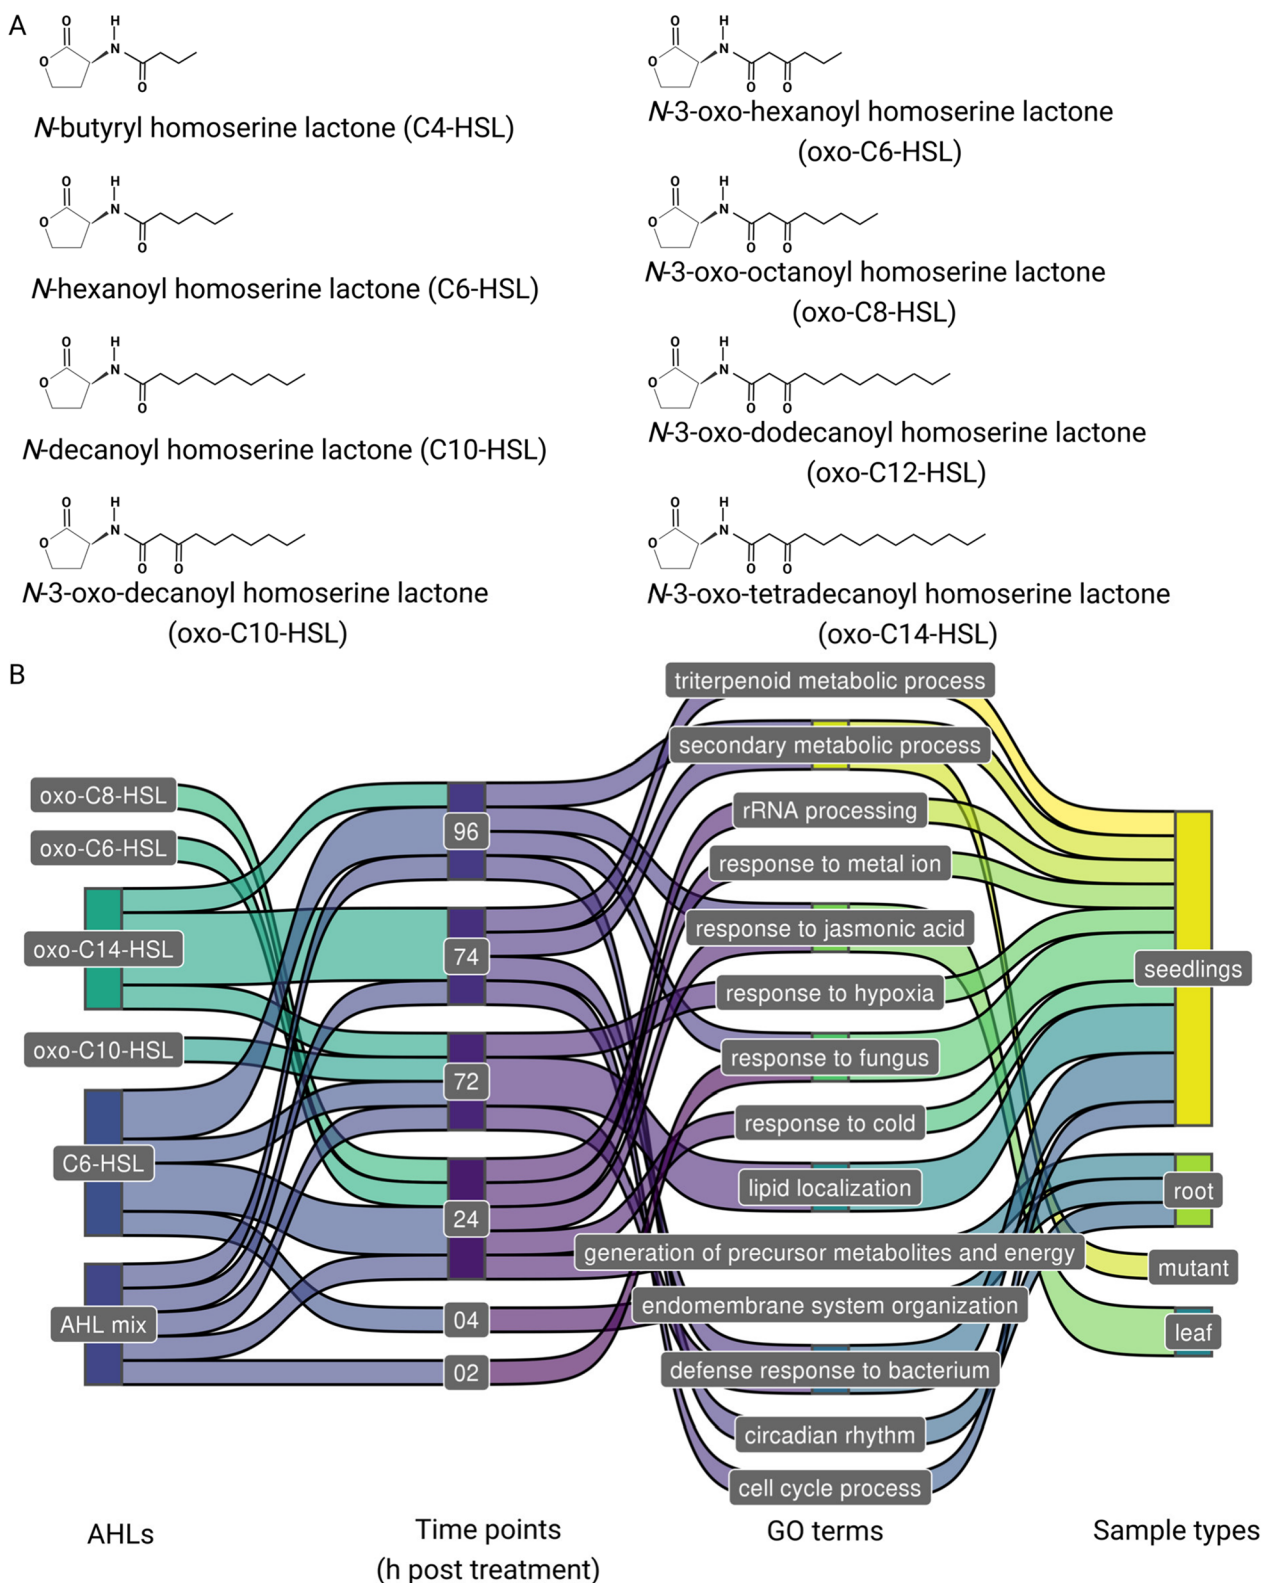 A
O
H
N
O
O
N-butyryl homoserine lactone (C4-HSL)
O
H
N
O
O
O
N-3-oxo-hexanoyl homoserine lactone
(oxo-C6-HSL)
O
H
N
O
O
N-hexanoyl homoserine lactone (C6-HSL)
O
H
N
O
O
O
N-3-oxo-octanoyl homoserine lactone
(oxo-C8-HSL)
O
H
N
O
O
N-decanoyl homoserine lactone (C10-HSL)
O
H
N
O
O
O
N-3-oxo-dodecanoyl homoserine lactone
(oxo-C12-HSL)
O
H
N
O
O
O
N-3-oxo-decanoyl homoserine lactone
(oxo-C10-HSL)
O
H
N
O
O
O
N-3-oxo-tetradecanoyl homoserine lactone
(oxo-C14-HSL)
B
oxo-C8-HSL
oxo-C6-HSL
oxo-C14-HSL
oxo-C10-HSL
C6-HSL
AHL mix
96
74
72
24
04
02
triterpenoid metabolic process
secondary metabolic process
rRNA processing
response to metal ion
response to jasmonic acid
response to hypoxia
response to fungus
response to cold
lipid localization
generation of precursor metabolites and energy
endomembrane system organization
defense response to bacterium
circadian rhythm
cell cycle process
seedlings
root
mutant
leaf
AHLs
Time points
(h post treatment)
GO terms
Sample types